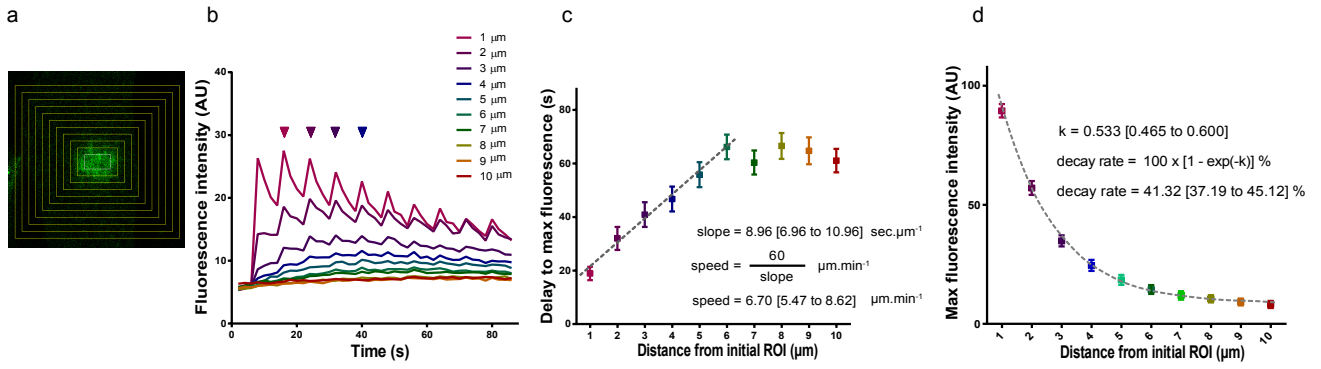 a
b
c
d
Fluorescence intensity (AU)
40
30
20
10
0
0
20
40
60
80
Time (s)
1 μm
2 μm
3 μm
4 μm
5 μm
6 μm
7 μm
8 μm
9 μm
10 μm
Delay to max fluorescence (s)
80
60
40
20
0
1 2 3 4 5 6 7 8 9 10
Distance from initial ROI (μm)
slope = 8.96 [6.96 to 10.96] sec.μm⁻¹
speed = 60 / slope μm.min⁻¹
speed = 6.70 [5.47 to 8.62] μm.min⁻¹
Max fluorescence intensity (AU)
100
50
0
1 2 3 4 5 6 7 8 9 10
Distance from initial ROI (μm)
k = 0.533 [0.465 to 0.600]
decay rate = 100 x [1 - exp(-k)] %
decay rate = 41.32 [37.19 to 45.12] %